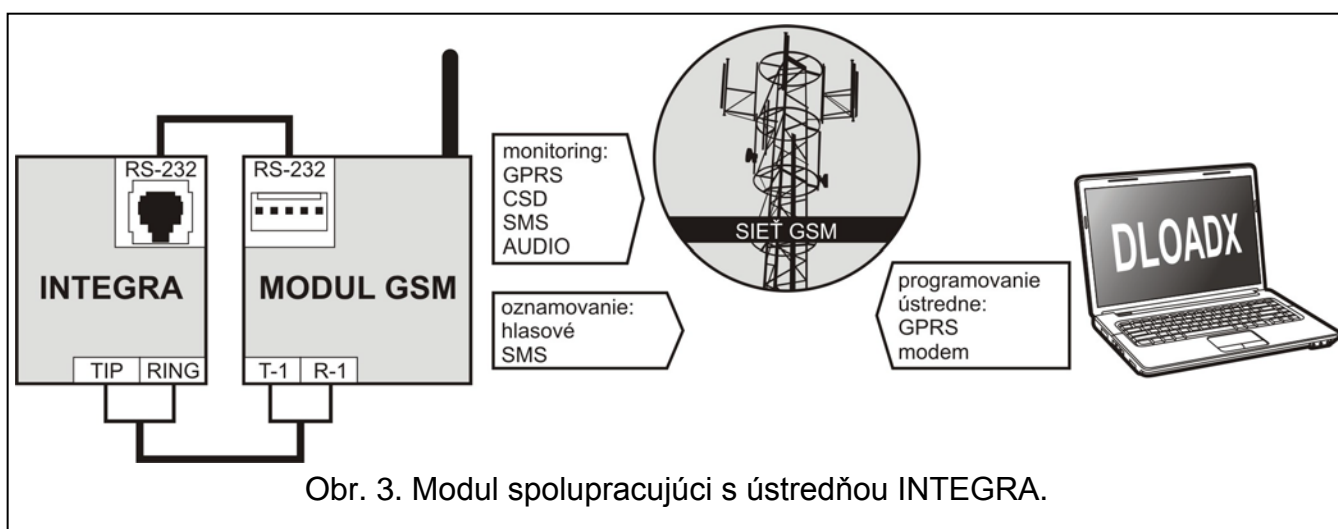 RS-232
INTEGRA
TIP RING
RS-232
MODUL GSM
T-1 R-1
monitoring:
GPRS
CSD
SMS
AUDIO
oznamovanie:
hlasové
SMS
SIEŤ GSM
programovanie
ústredne:
GPRS
modem
DLOADX
Obr. 3. Modul spolupracujúci s ústredňou INTEGRA.